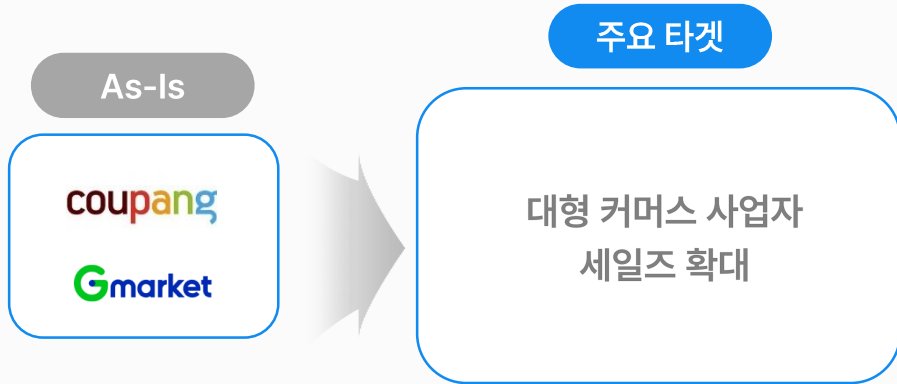 As-Is
coupang
Gmarket
주요 타겟
대형 커머스 사업자
세일즈 확대